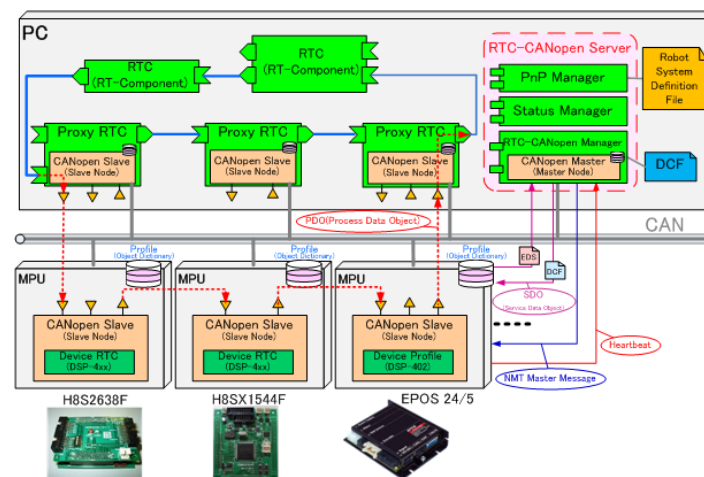 PC
RTC
(RT-Component)
RTC
(RT-Component)
RTC-CANopen Server
PnP Manager
Status Manager
RTC-CANopen Manager
CANopen Master
(Master Node)
Robot
System
Definition
File
DCF
Proxy RTC
CANopen Slave
(Slave Node)
Proxy RTC
CANopen Slave
(Slave Node)
Proxy RTC
CANopen Slave
(Slave Node)
PDO(Process Data Object)
CAN
Profile
(Object Dictionary)
Profile
(Object Dictionary)
Profile
(Object Dictionary)
EDS
DCF
SDO
(Service Data Object)
MPU
CANopen Slave
(Slave Node)
Device RTC
(DSP-4xx)
MPU
CANopen Slave
(Slave Node)
Device RTC
(DSP-4xx)
MPU
CANopen Slave
(Slave Node)
Device Profile
(DSP-402)
Heartbeat
NMT Master Message
H8S2638F
H8SX1544F
EPOS 24/5